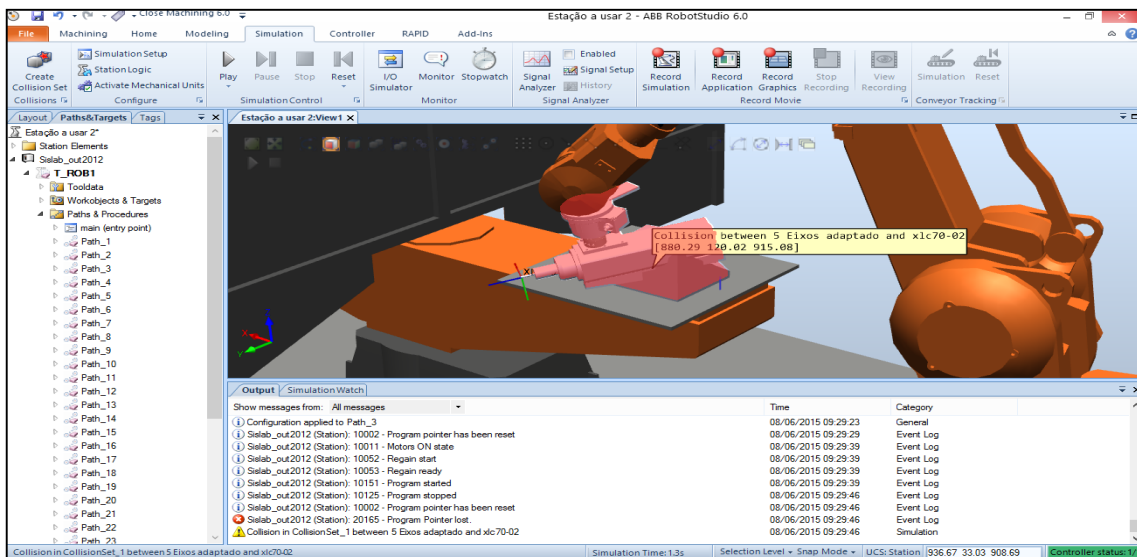 Close Machining 6.0
Estação a usar 2 - ABB RobotStudio 6.0
File Machining Home Modeling Simulation Controller RAPID Add-Ins
Create Collision Set
Simulation Setup
Station Logic
Activate Mechanical Units
Play Pause Stop Reset
I/O Simulator
Monitor Stopwatch
Signal Analyzer
Enabled
Signal Setup
History
Record Simulation
Record Application
Record Graphics
Stop Recording
View Recording
Simulation Reset
Collisions Configure Simulation Control Monitor Signal Analyzer Record Movie Conveyor Tracking
Layout Paths&Targets Tags
Estação a usar 2:View1 X
Estação a usar 2*
Station Elements
Sislab_out2012
T_ROB1
Tooldata
Workobjects & Targets
Paths & Procedures
main (entry point)
Path_1
Path_2
Path_3
Path_4
Path_5
Path_6
Path_7
Path_8
Path_9
Path_10
Path_11
Path_12
Path_13
Path_14
Path_15
Path_16
Path_17
Path_18
Path_19
Path_20
Path_21
Path_22
Path_23
Collision between 5 Eixos adaptado and xlc70-02
[880.29 120.02 915.08]
X
Z
X
Y
Output Simulation Watch
Show messages from: All messages Time Category
Configuration applied to Path_3 08/06/2015 09:29:23 General
Sislab_out2012 (Station): 10002 - Program pointer has been reset 08/06/2015 09:29:29 Event Log
Sislab_out2012 (Station): 10011 - Motors ON state 08/06/2015 09:29:39 Event Log
Sislab_out2012 (Station): 10052 - Regain start 08/06/2015 09:29:39 Event Log
Sislab_out2012 (Station): 10053 - Regain ready 08/06/2015 09:29:39 Event Log
Sislab_out2012 (Station): 10151 - Program started 08/06/2015 09:29:39 Event Log
Sislab_out2012 (Station): 10125 - Program stopped 08/06/2015 09:29:46 Event Log
Sislab_out2012 (Station): 10002 - Program pointer has been reset 08/06/2015 09:29:46 Event Log
Sislab_out2012 (Station): 20165 - Program Pointer lost. 08/06/2015 09:29:46 Event Log
Collision in CollisionSet_1 between 5 Eixos adaptado and xlc70-02 08/06/2015 09:29:46 Simulation
Collision in CollisionSet_1 between 5 Eixos adaptado and xlc70-02 Simulation Time: 1.3s Selection Level Snap Mode UCS: Station 936.67 33.03 908.69 Controller status: 1/